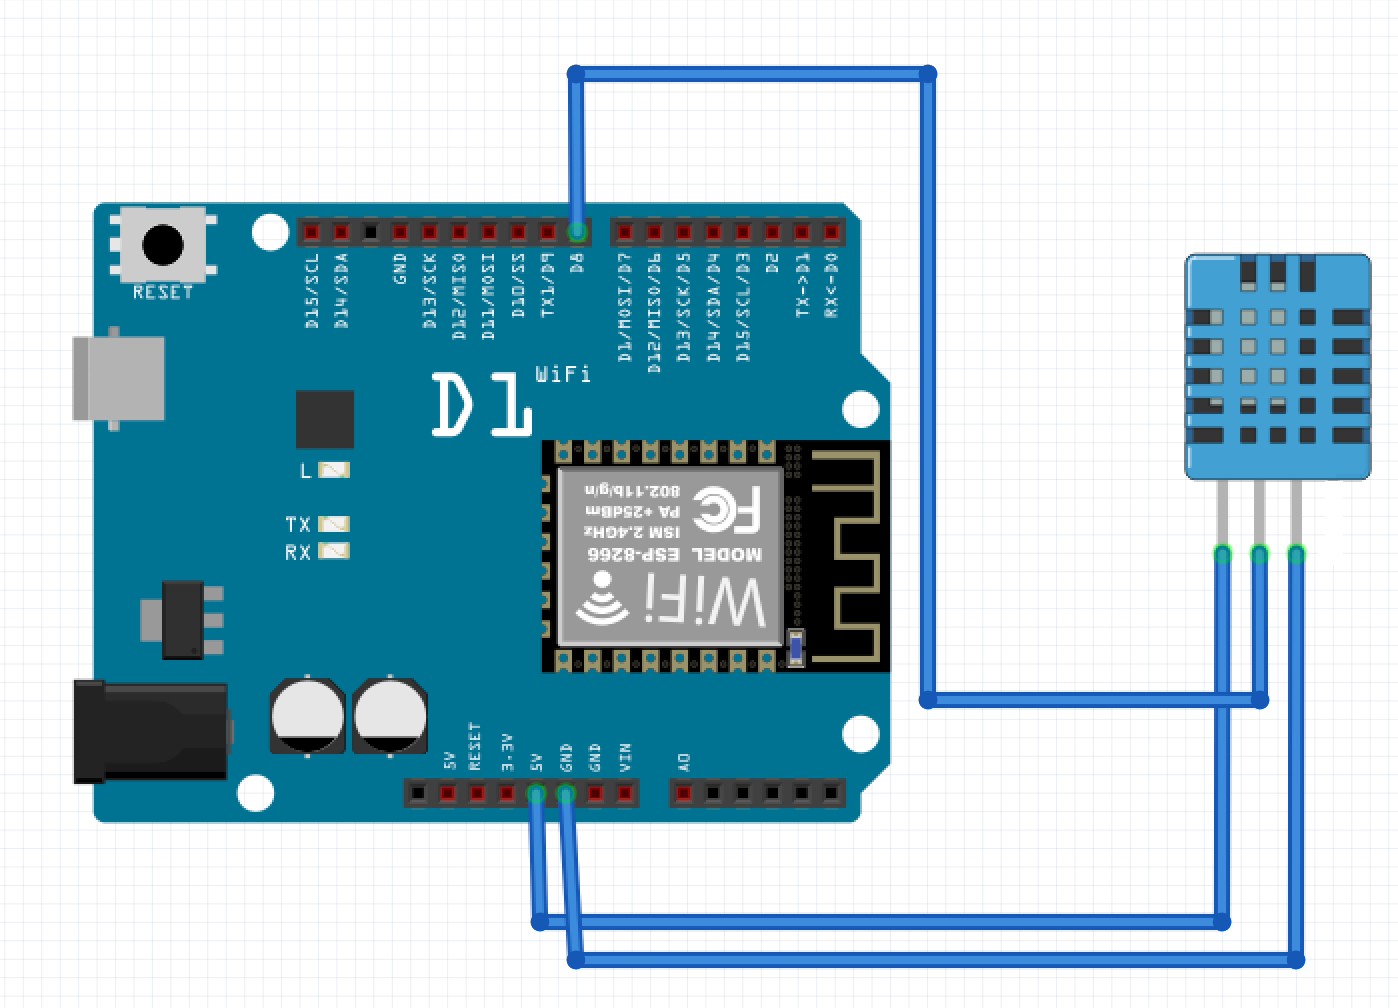 RESET
D15/SCL
D14/SDA
GND
D13/SCK
D12/MISO
D11/MOSI
D10/SS
TX1/D9
D8
D1/MOSI/D7
D12/MISO/D6
D13/SCK/D5
D14/SDA/D4
D15/SCL/D3
D2
TX->D1
RX<-D0
D1 WiFi
L
TX
RX
WiFi
MODEL ESP-8266
ISM 2.4GHz
PA +25dBm
802.11b/g/n
FC
5V
RESET
3.3V
5V
GND
GND
VIN
A0